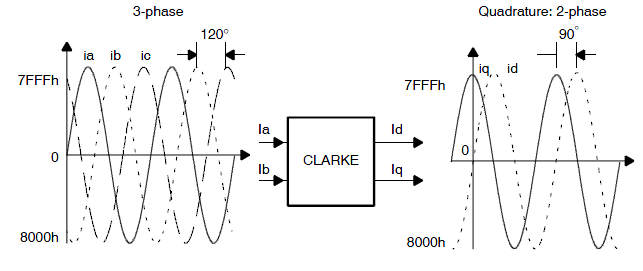 3-phase
120°
ia ib ic
7FFFh
0
8000h
Ia
Ib
CLARKE
Id
Iq
Quadrature: 2-phase
90°
iq id
7FFFh
0
8000h